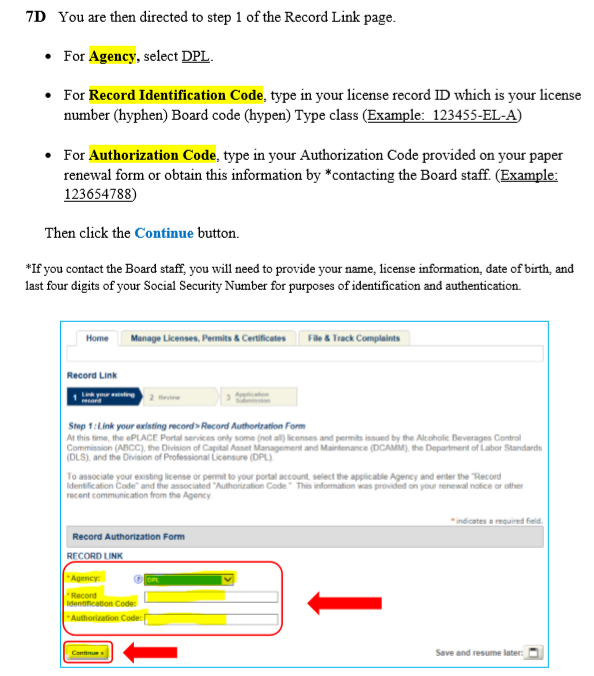 7D You are then directed to step 1 of the Record Link page.
• For Agency, select DPL.
• For Record Identification Code, type in your license record ID which is your license
number (hyphen) Board code (hypen) Type class (Example: 123455-EL-A)
• For Authorization Code, type in your Authorization Code provided on your paper
renewal form or obtain this information by *contacting the Board staff. (Example:
123654788)
Then click the Continue button.
*If you contact the Board staff, you will need to provide your name, license information, date of birth, and
last four digits of your Social Security Number for purposes of identification and authentication.
Home Manage Licenses, Permits & Certificates File & Track Complaints
Record Link
1 Link your existing record 2 Review 3 Application Submission
Step 1: Link your existing record>Record Authorization Form
At this time, the ePLACE Portal services only some (not all) licenses and permits issued by the Alcoholic Beverages Control
Commission (ABCC), the Division of Capital Asset Management and Maintenance (DCAMM), the Department of Labor Standards
(DLS), and the Division of Professional Licensure (DPL).
To associate your existing license or permit to your portal account, select the applicable Agency and enter the "Record
Identification Code" and the associated "Authorization Code." This information was provided on your renewal notice or other
recent communication from the Agency.
* indicates a required field.
Record Authorization Form
RECORD LINK
* Agency: DPL
* Record
Identification Code:
* Authorization Code:
Continue » Save and resume later: